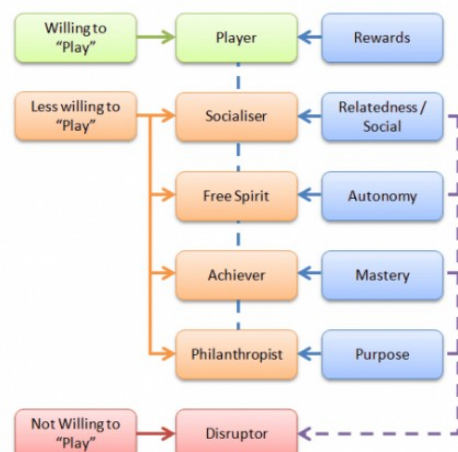 Willing to
“Play”
Player
Rewards
Less willing to
“Play”
Socialiser
Relatedness /
Social
Free Spirit
Autonomy
Achiever
Mastery
Philanthropist
Purpose
Not Willing to
“Play”
Disruptor